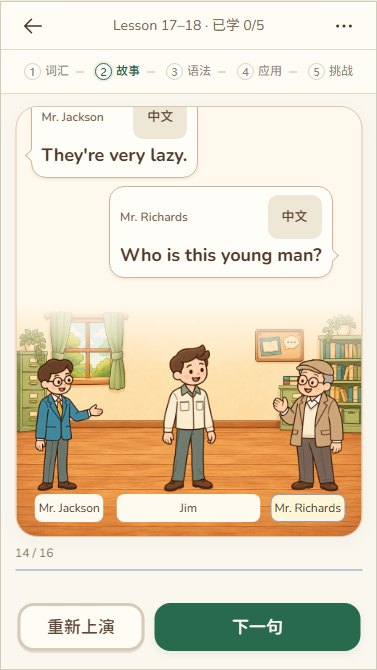 Lesson 17–18 · 已学 0/5
1 词汇 – 2 故事 – 3 语法 – 4 应用 – 5 挑战
Mr. Jackson
中文
They're very lazy.
Mr. Richards
中文
Who is this young man?
Mr. Jackson
Jim
Mr. Richards
14 / 16
重新上演
下一句